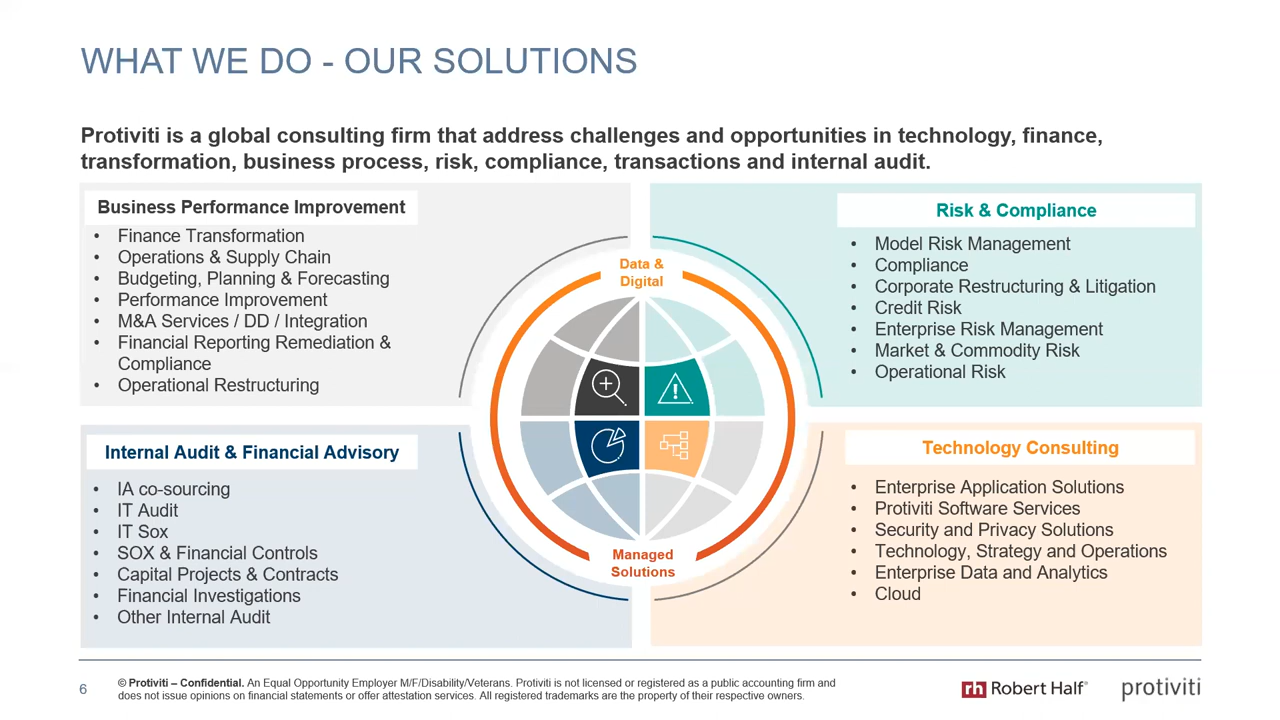 WHAT WE DO - OUR SOLUTIONS
Protiviti is a global consulting firm that address challenges and opportunities in technology, finance,
transformation, business process, risk, compliance, transactions and internal audit.
Business Performance Improvement
• Finance Transformation
• Operations & Supply Chain
• Budgeting, Planning & Forecasting
• Performance Improvement
• M&A Services / DD / Integration
• Financial Reporting Remediation &
Compliance
• Operational Restructuring
Risk & Compliance
• Model Risk Management
• Compliance
• Corporate Restructuring & Litigation
• Credit Risk
• Enterprise Risk Management
• Market & Commodity Risk
• Operational Risk
Data &
Digital
Managed
Solutions
Internal Audit & Financial Advisory
• IA co-sourcing
• IT Audit
• IT Sox
• SOX & Financial Controls
• Capital Projects & Contracts
• Financial Investigations
• Other Internal Audit
Technology Consulting
• Enterprise Application Solutions
• Protiviti Software Services
• Security and Privacy Solutions
• Technology, Strategy and Operations
• Enterprise Data and Analytics
• Cloud
6
© Protiviti – Confidential. An Equal Opportunity Employer M/F/Disability/Veterans. Protiviti is not licensed or registered as a public accounting firm and
does not issue opinions on financial statements or offer attestation services. All registered trademarks are the property of their respective owners.
rh Robert Half®
protiviti